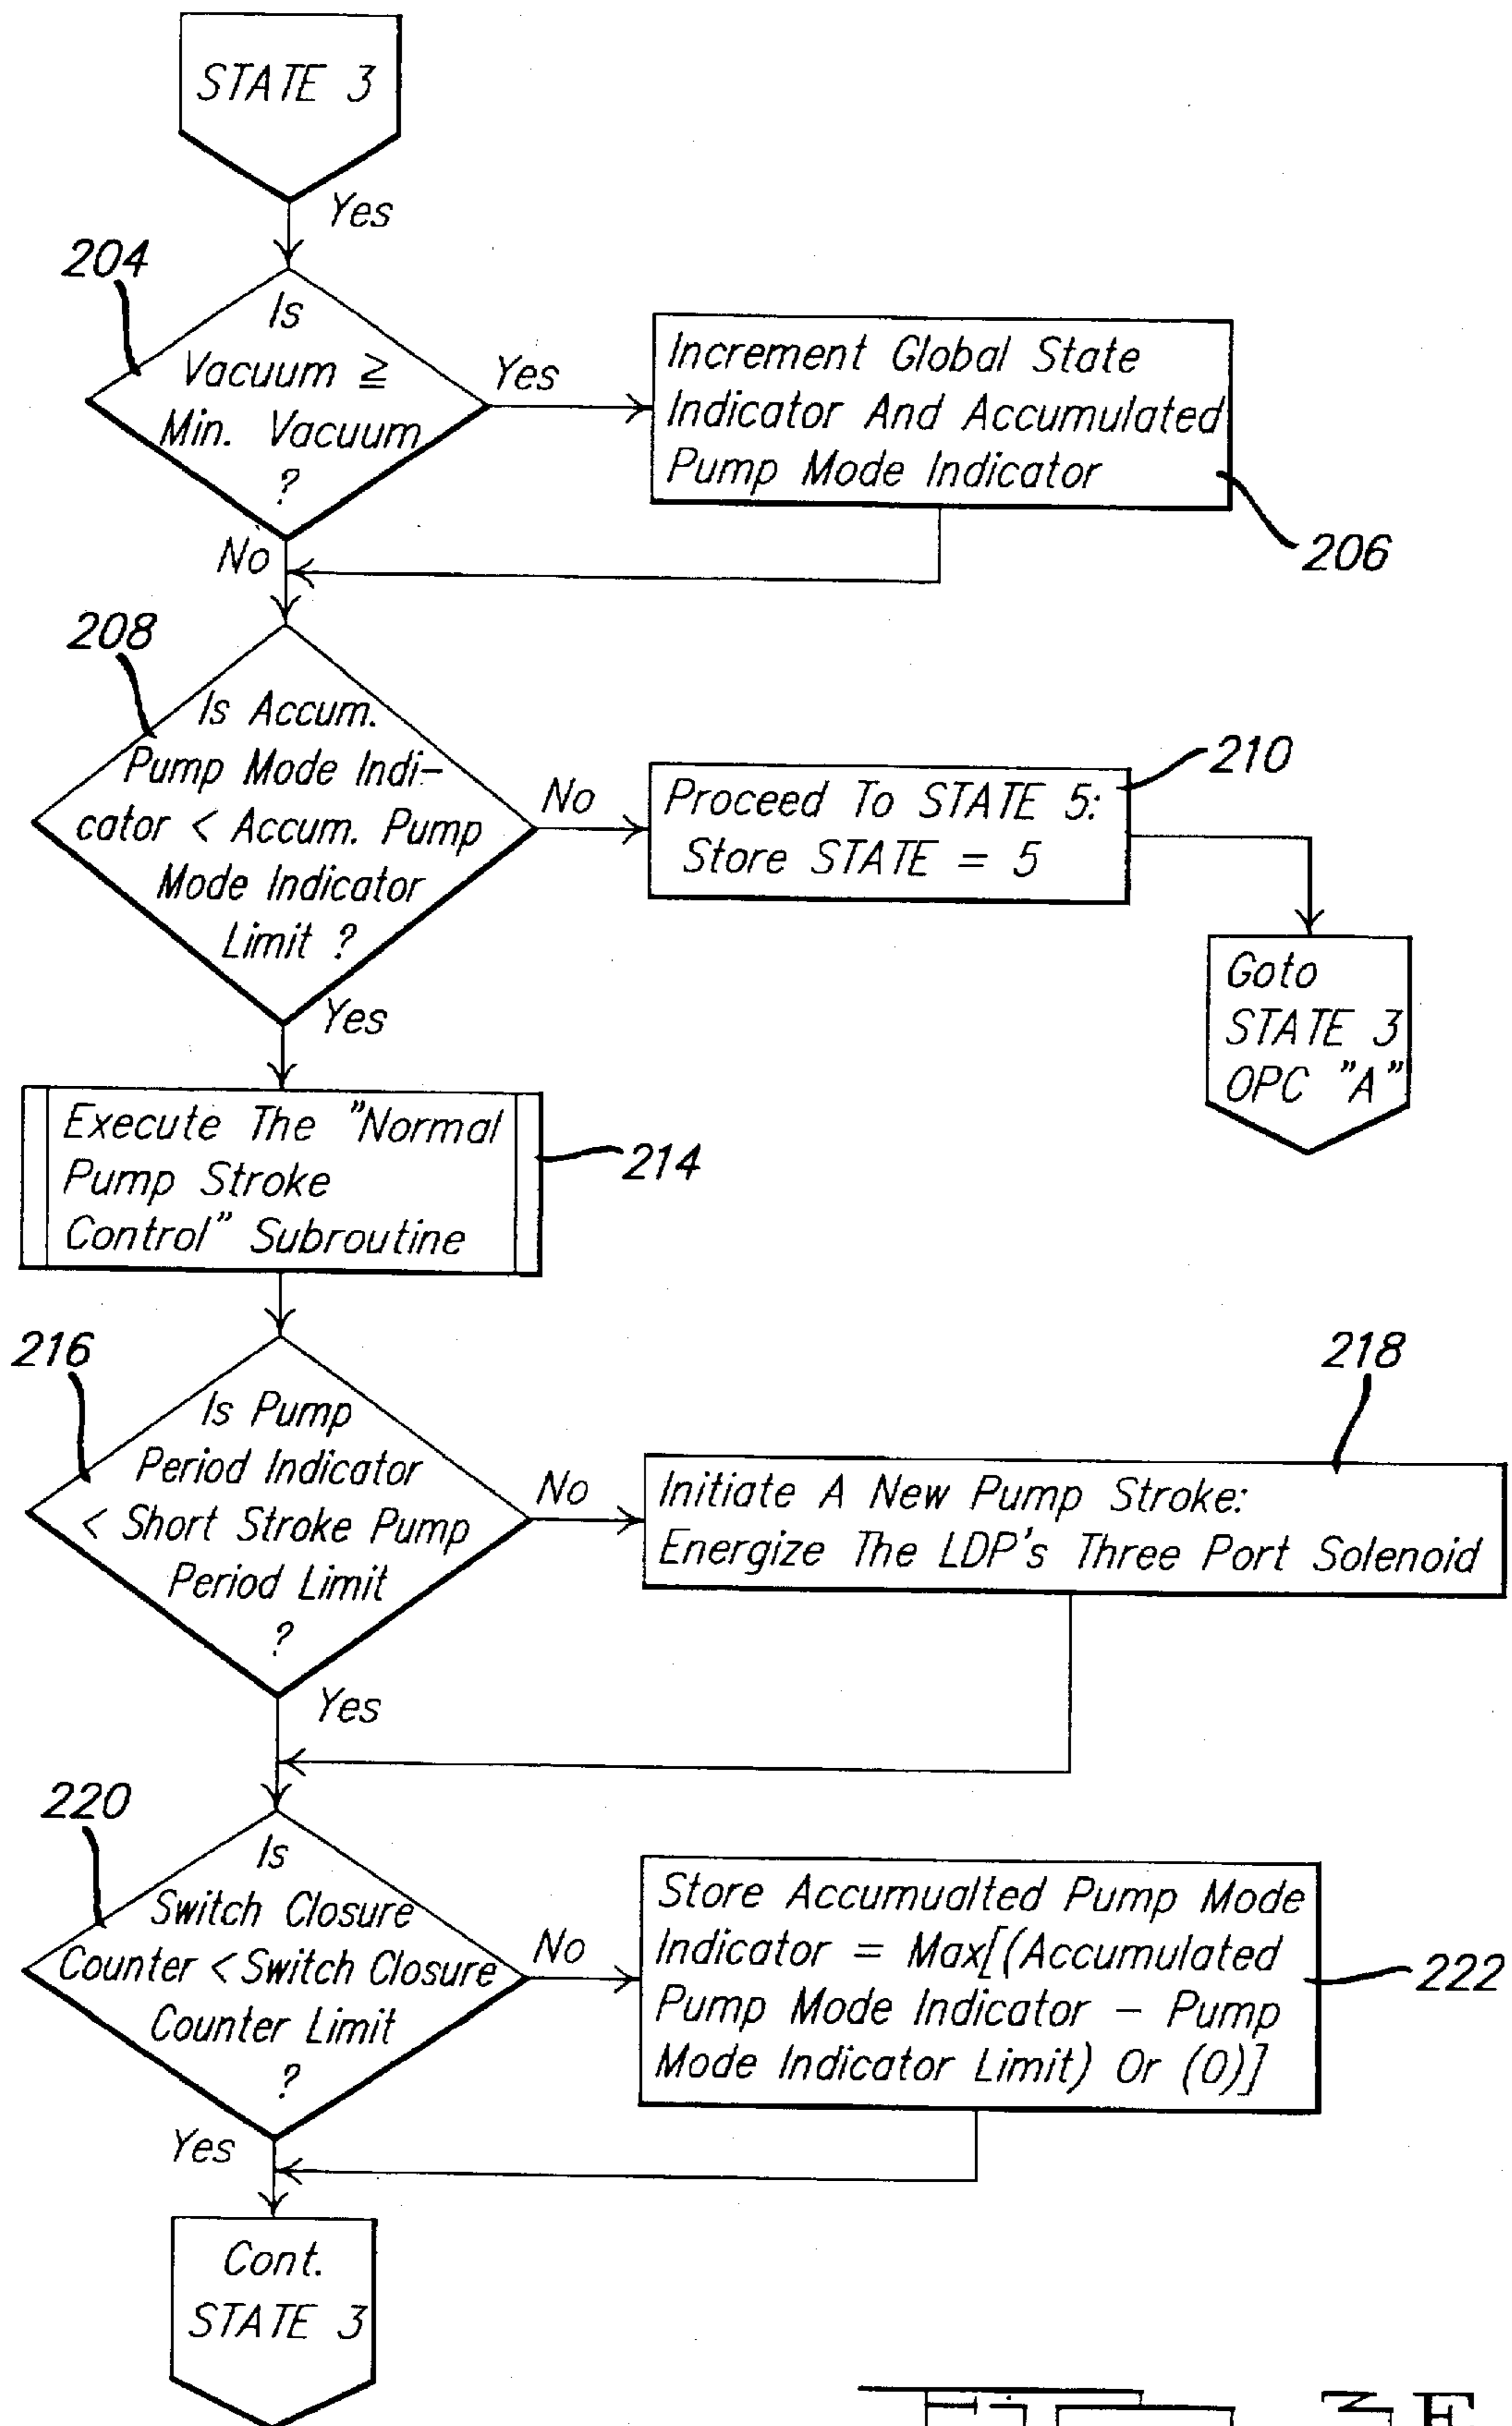 STATE 3
Yes
204
Is
Vacuum ≧
Min. Vacuum
?
Yes
Increment Global State
Indicator And Accumulated
Pump Mode Indicator
206
No
208
Is Accum.
Pump Mode Indi-
cator < Accum. Pump
Mode Indicator
Limit ?
No
Proceed To STATE 5:
Store STATE = 5
210
Goto
STATE 3
OPC "A"
Yes
Execute The "Normal
Pump Stroke
Control" Subroutine
214
216
Is Pump
Period Indicator
< Short Stroke Pump
Period Limit
?
No
218
Initiate A New Pump Stroke:
Energize The LDP's Three Port Solenoid
Yes
220
Is
Switch Closure
Counter < Switch Closure
Counter Limit
?
No
Store Accumualted Pump Mode
Indicator = Max[(Accumulated
Pump Mode Indicator – Pump
Mode Indicator Limit) Or (0)]
222
Yes
Cont.
STATE 3